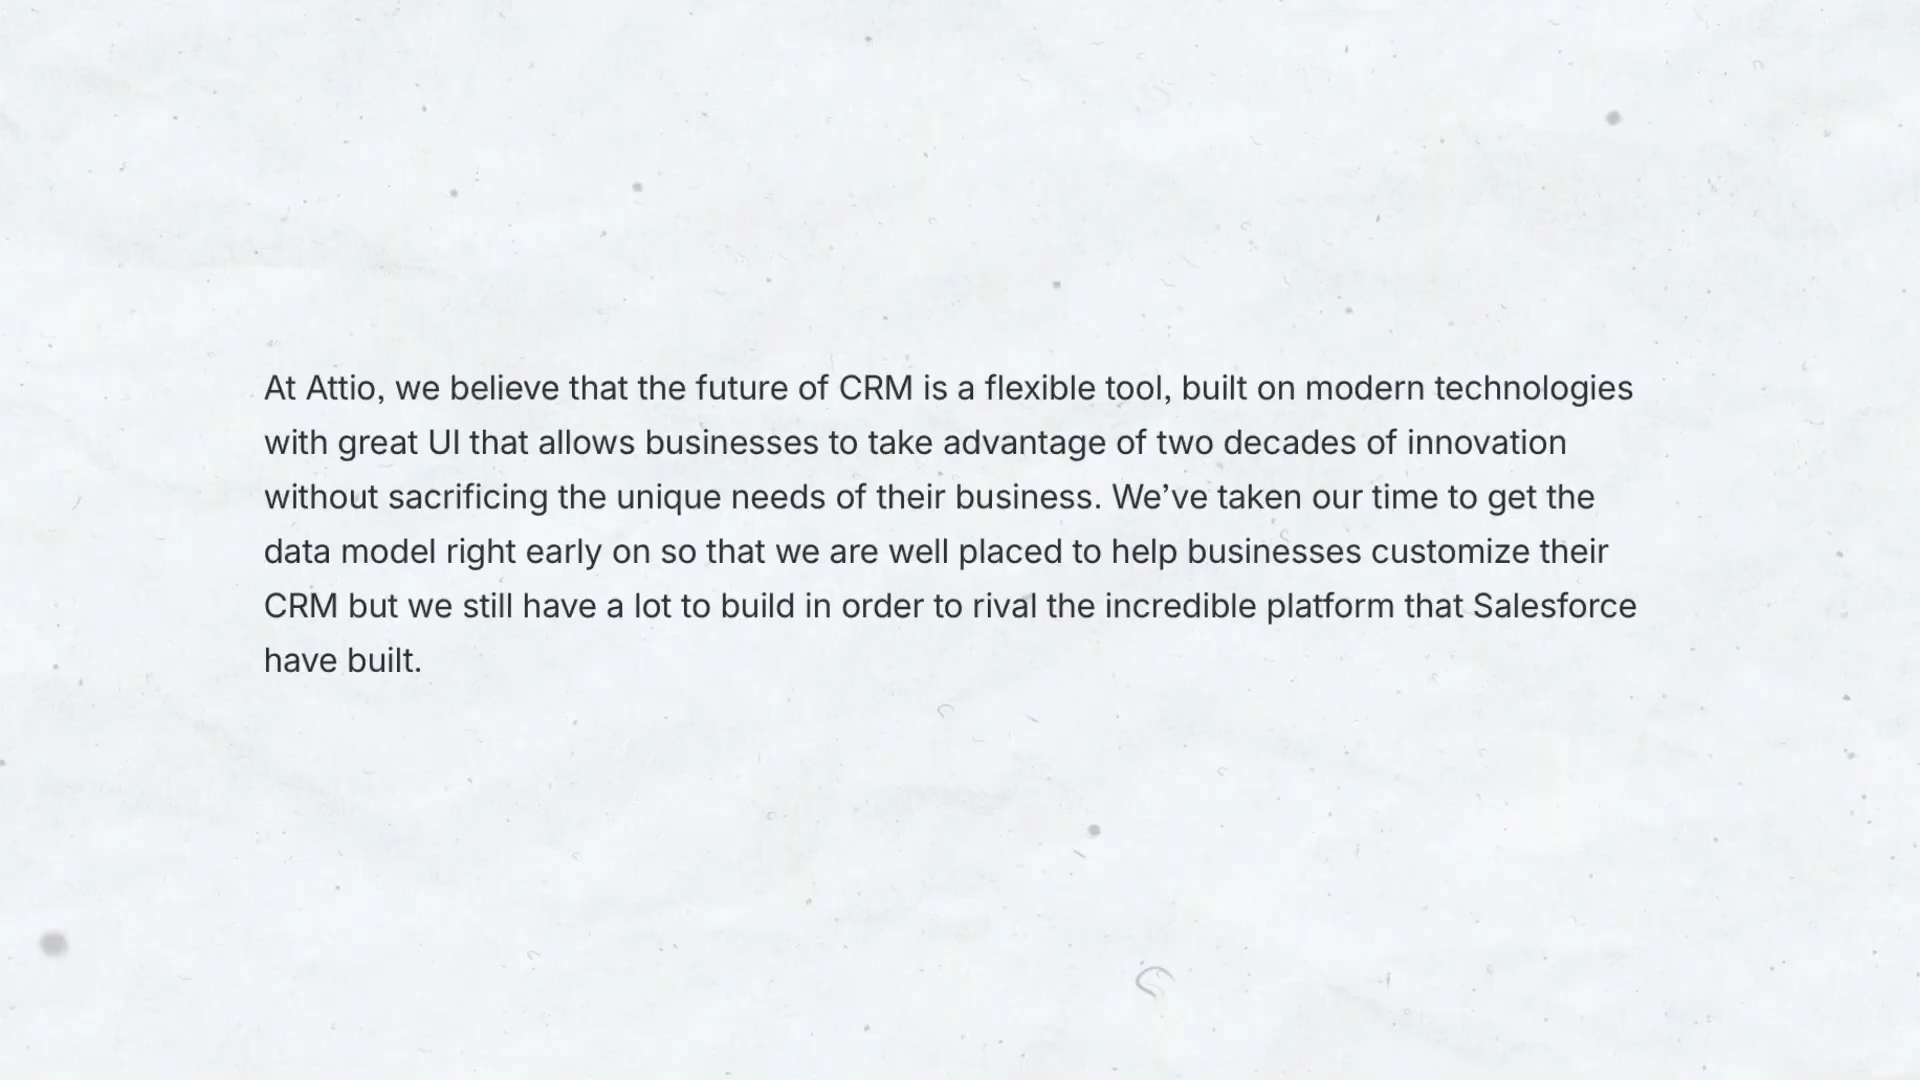 At Attio, we believe that the future of CRM is a flexible tool, built on modern technologies
with great UI that allows businesses to take advantage of two decades of innovation
without sacrificing the unique needs of their business. We’ve taken our time to get the
data model right early on so that we are well placed to help businesses customize their
CRM but we still have a lot to build in order to rival the incredible platform that Salesforce
have built.